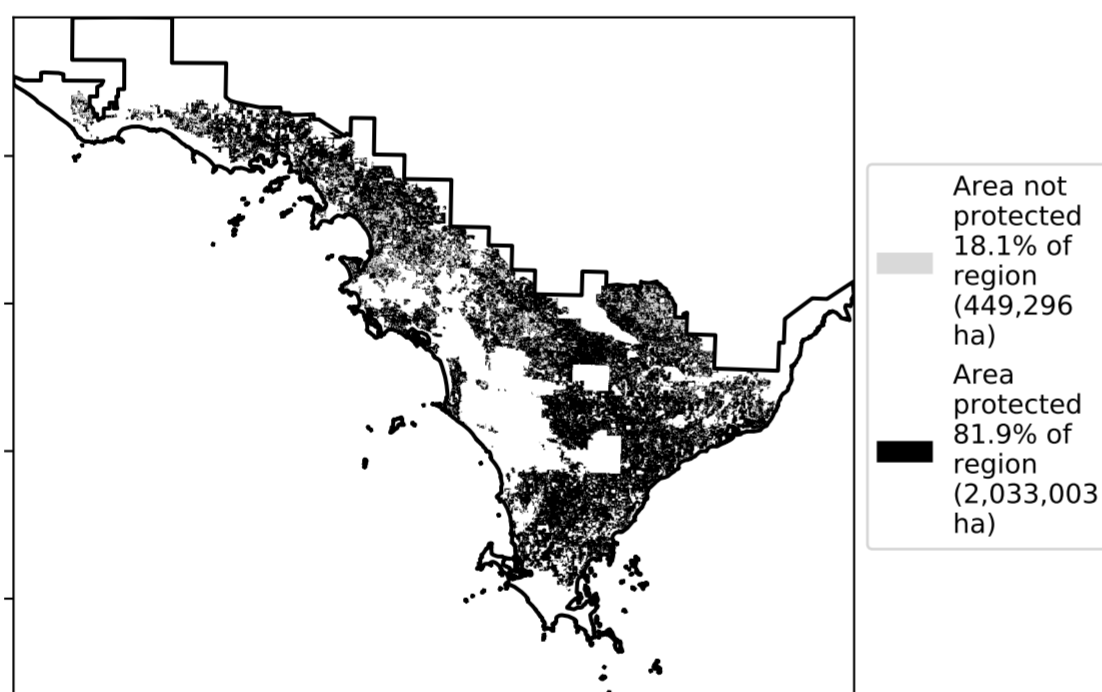 Area not
protected
18.1% of
region
(449,296
ha)
Area
protected
81.9% of
region
(2,033,003
ha)